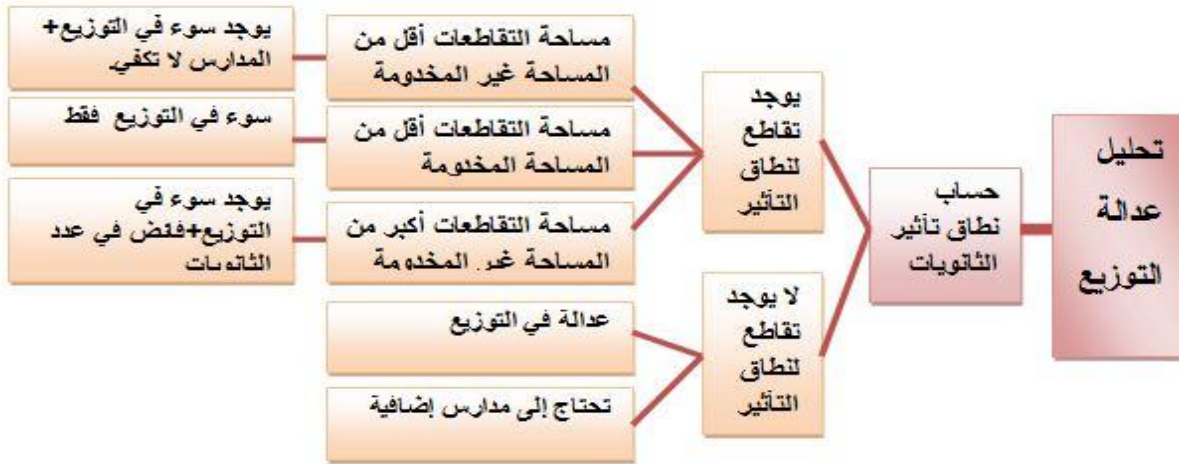 تحليل
عدالة
التوزيع
حساب
نطاق تأثير
الثانويات
يوجد
تقاطع
لنطاق
التأثير
مساحة التقاطعات أقل من
المساحة غير المخدومة
يوجد سوء في التوزيع+
المدارس لا تكفي
مساحة التقاطعات أقل من
المساحة المخدومة
سوء في التوزيع فقط
مساحة التقاطعات أكبر من
المساحة غير المخدومة
يوجد سوء في
التوزيع+فائض في عدد
الثانويات
لا يوجد
تقاطع
لنطاق
التأثير
عدالة في التوزيع
تحتاج إلى مدارس إضافية